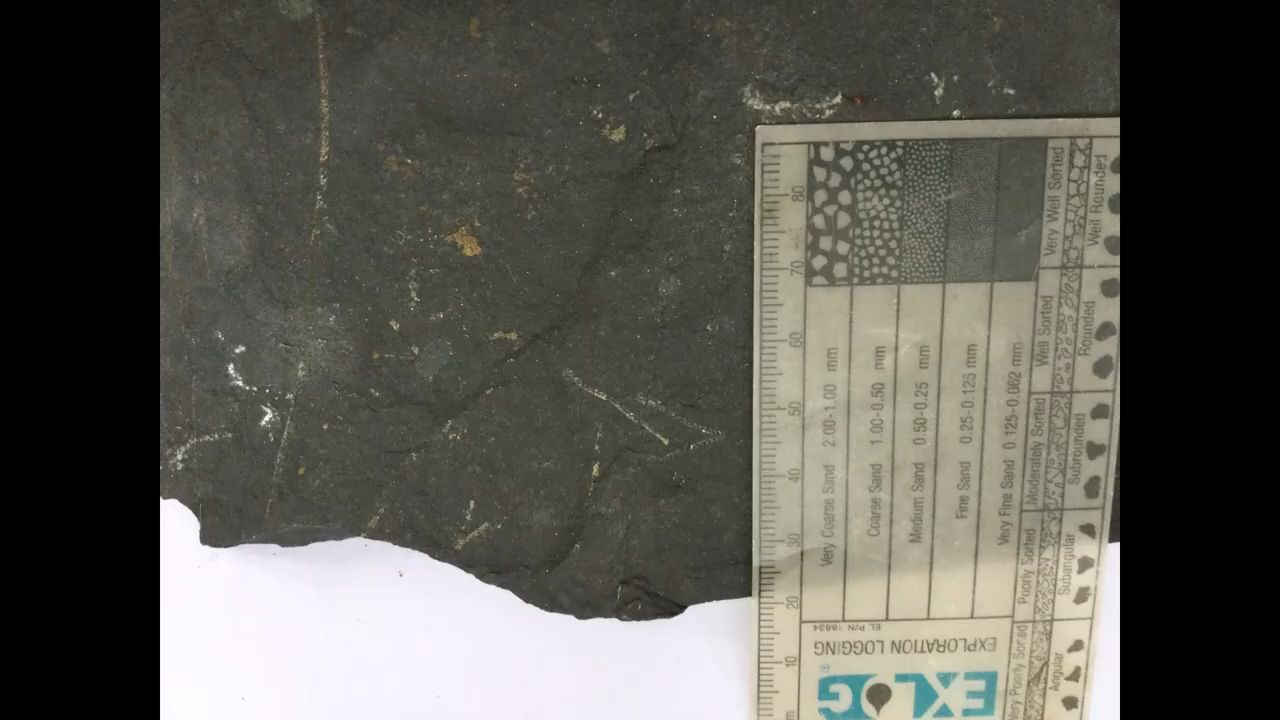 80
70
60
50
40
30
20
10
m
Very Coarse Sand 2.00-1.00 mm
Coarse Sand 1.00-0.50 mm
Medium Sand 0.50-0.25 mm
Fine Sand 0.25-0.125 mm
Very Fine Sand 0.125-0.062 mm
Very Well Sorted
Well Sorted
Moderately Sorted
Poorly Sorted
Very Poorly Sorted
Well Rounded
Rounded
Subrounded
Subangular
Angular
EL P/N 18834
EXPLORATION LOGGING
EXLOG®